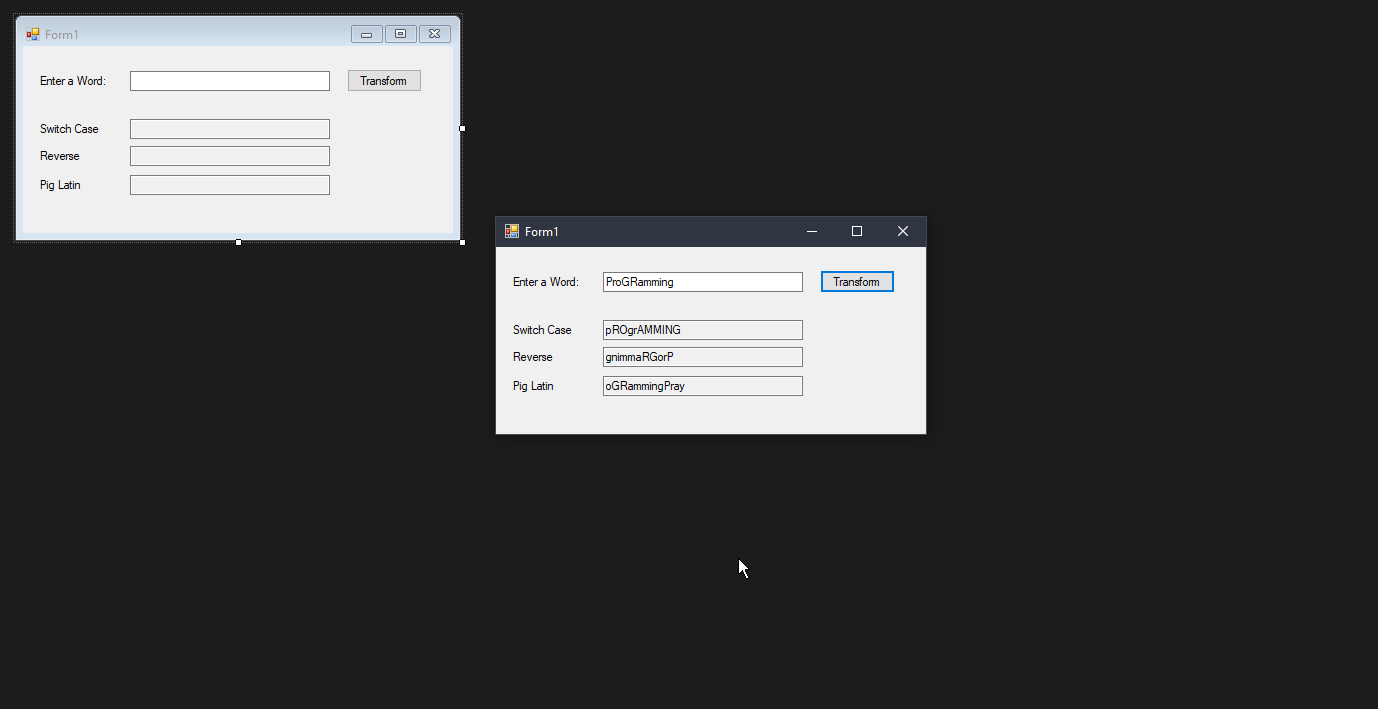 Form1
Enter a Word:
Transform
Switch Case
Reverse
Pig Latin
Form1
Enter a Word: ProGRamming Transform
Switch Case pROgrAMMING
Reverse gnimmaRGorP
Pig Latin oGRammingPray